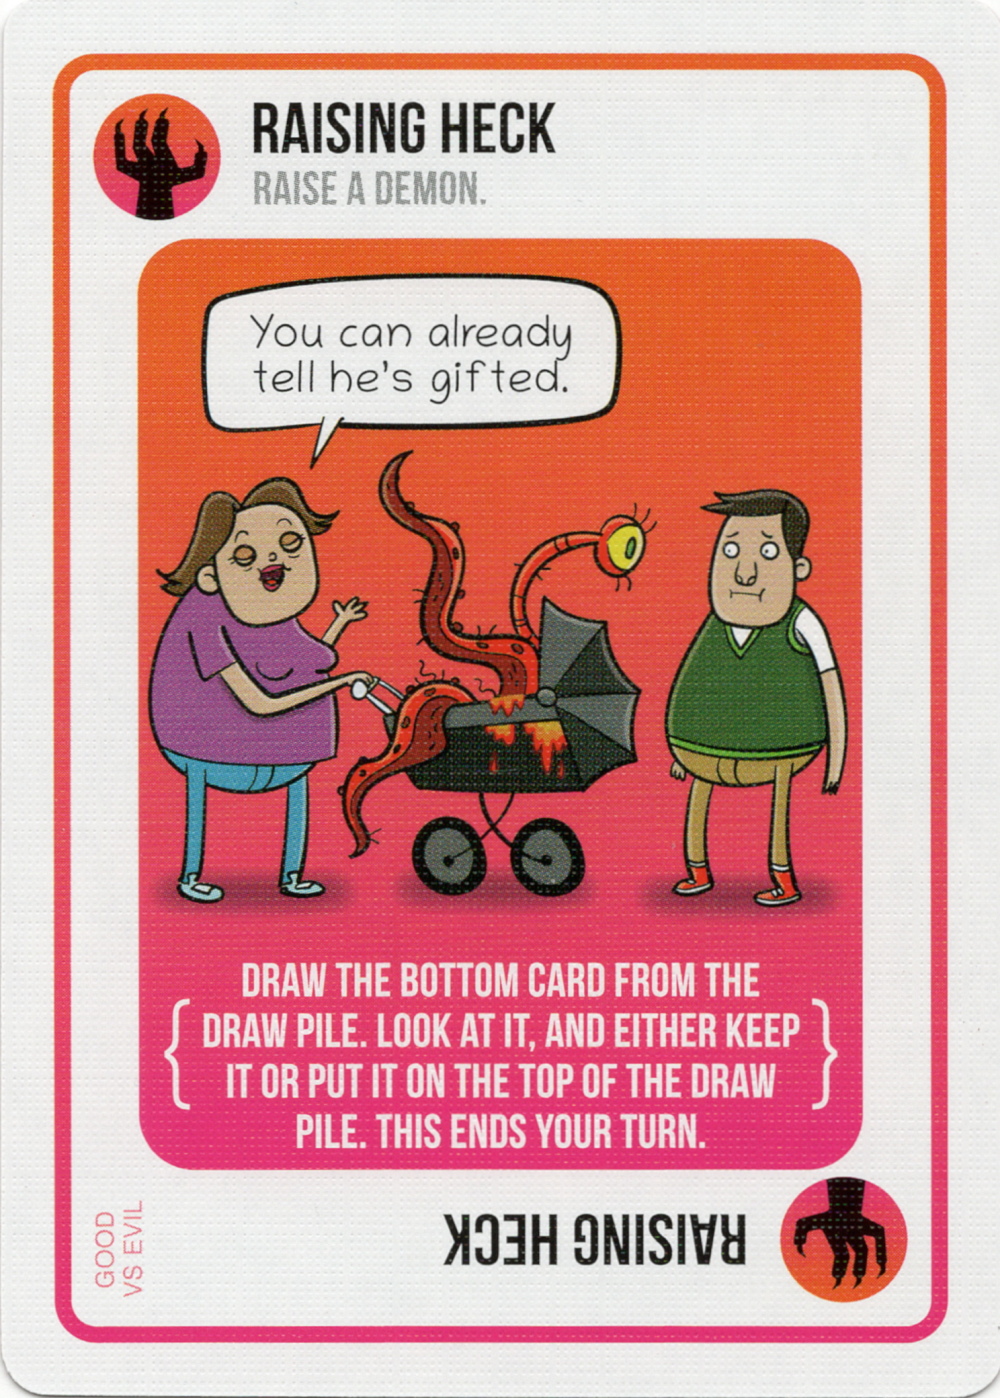 RAISING HECK
RAISE A DEMON.
You can already
tell he's gifted.
DRAW THE BOTTOM CARD FROM THE
DRAW PILE. LOOK AT IT, AND EITHER KEEP
IT OR PUT IT ON THE TOP OF THE DRAW
PILE. THIS ENDS YOUR TURN.
GOOD
VS EVIL
RAISING HECK